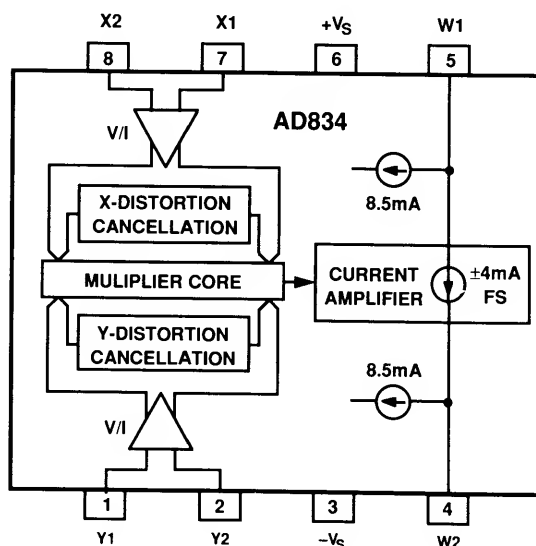 X2 X1 +VS W1
8 7 6 5
AD834
V/I
8.5mA
X-DISTORTION
CANCELLATION
MULIPLIER CORE
CURRENT
AMPLIFIER
±4mA
FS
Y-DISTORTION
CANCELLATION
8.5mA
V/I
1 2 3 4
Y1 Y2 −VS W2